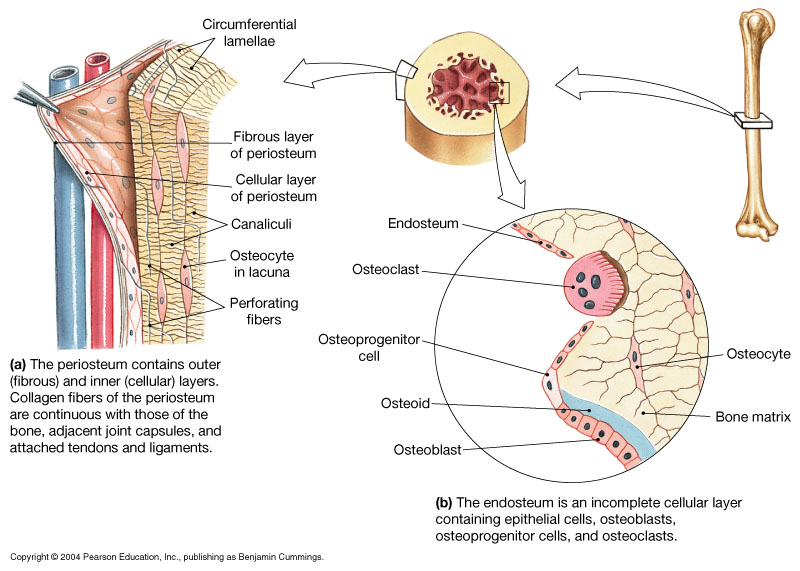 Circumferential
lamellae
Fibrous layer
of periosteum
Cellular layer
of periosteum
Canaliculi
Osteocyte
in lacuna
Perforating
fibers
(a) The periosteum contains outer
(fibrous) and inner (cellular) layers.
Collagen fibers of the periosteum
are continuous with those of the
bone, adjacent joint capsules, and
attached tendons and ligaments.
Endosteum
Osteoclast
Osteoprogenitor
cell
Osteoid
Osteoblast
Osteocyte
Bone matrix
(b) The endosteum is an incomplete cellular layer
containing epithelial cells, osteoblasts,
osteoprogenitor cells, and osteoclasts.
Copyright © 2004 Pearson Education, Inc., publishing as Benjamin Cummings.